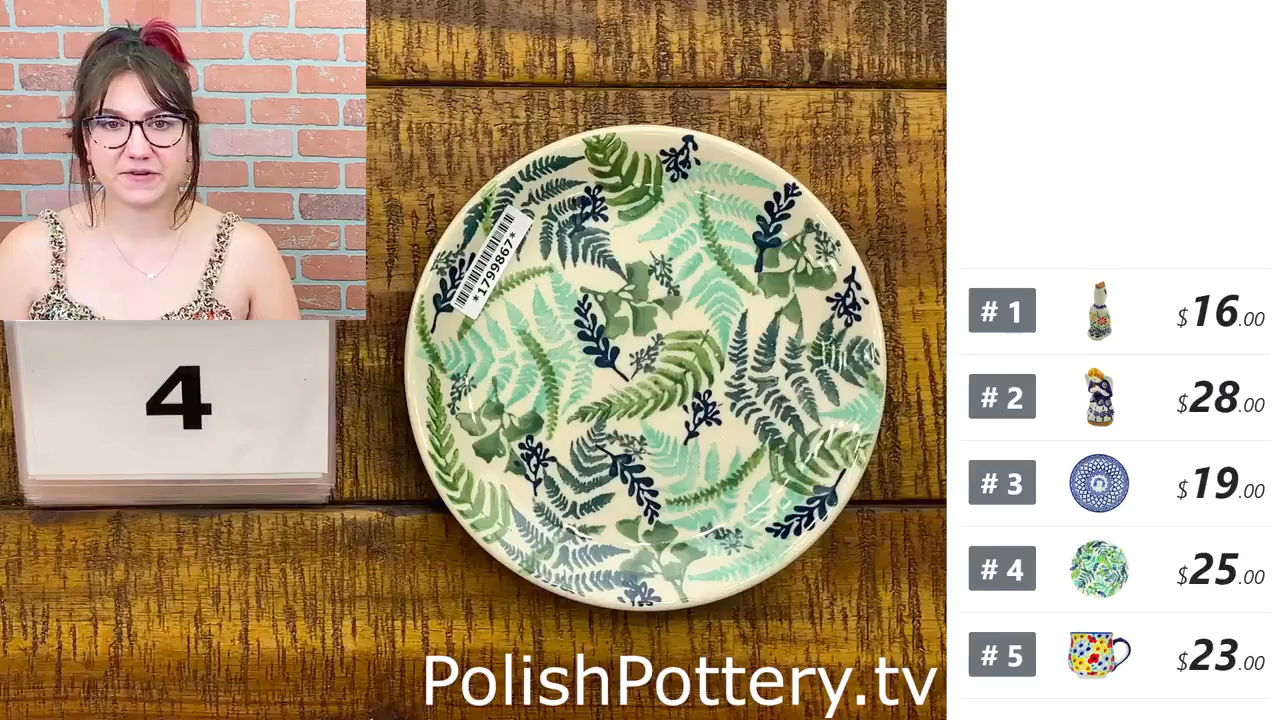 4
*1799867*
PolishPottery.tv
# 1 $16.00
# 2 $28.00
# 3 $19.00
# 4 $25.00
# 5 $23.00